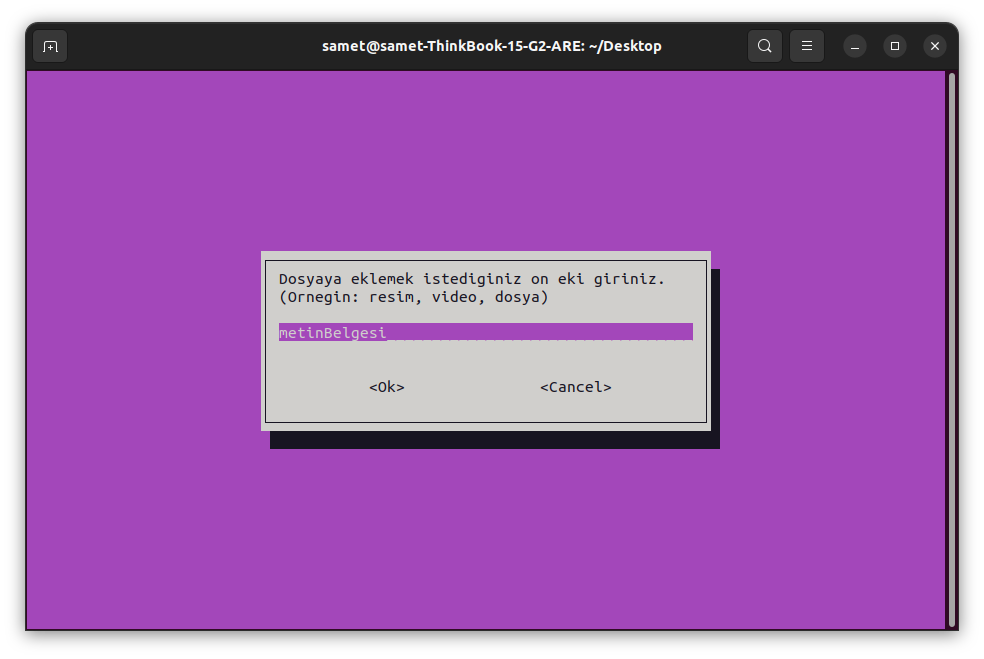 samet@samet-ThinkBook-15-G2-ARE: ~/Desktop
Dosyaya eklemek istediginiz on eki giriniz.
(Ornegin: resim, video, dosya)
metinBelgesi
<Ok> <Cancel>